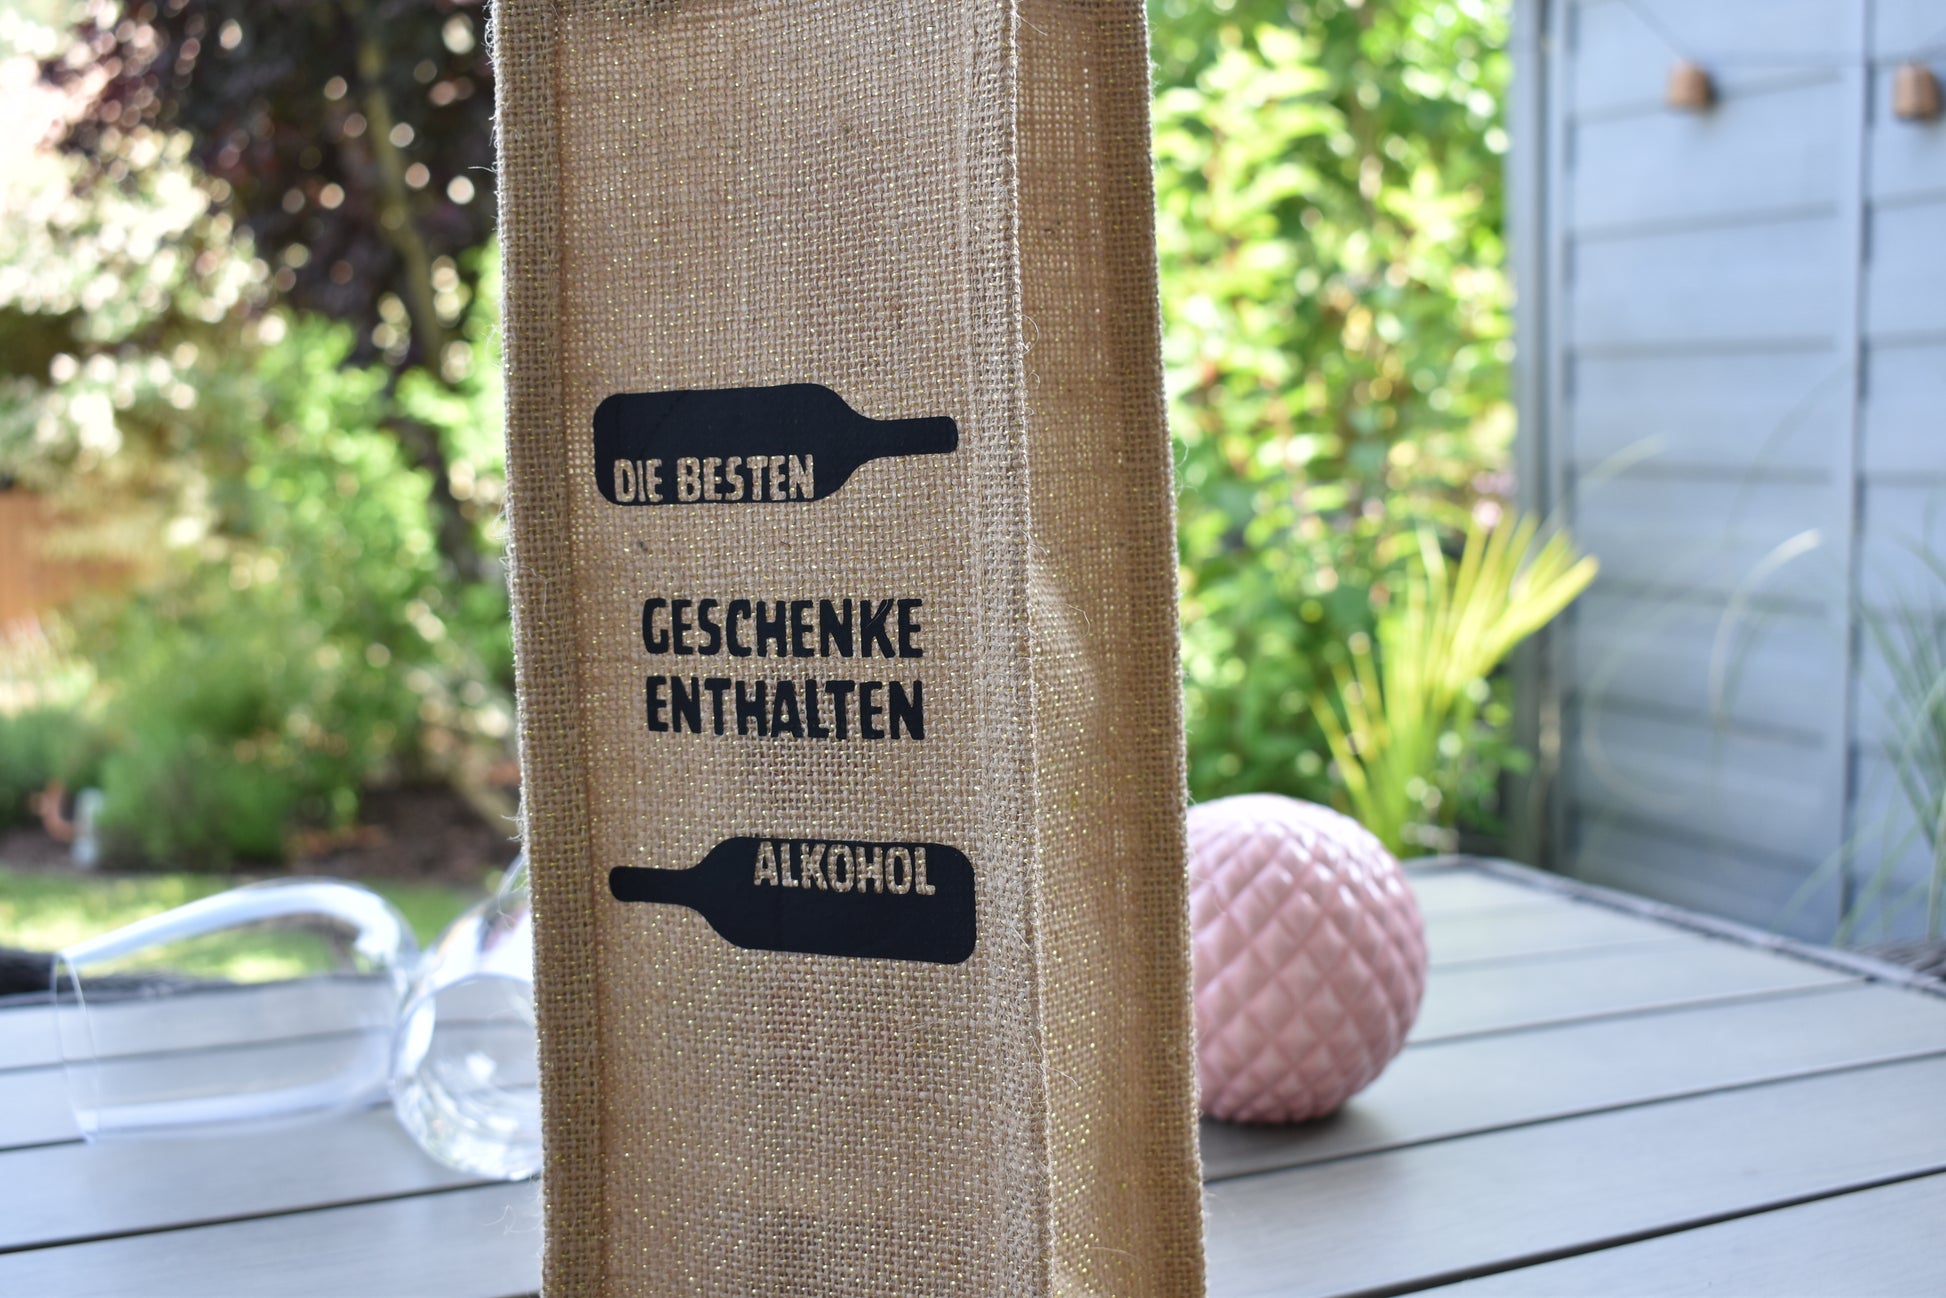 DIE BESTEN
GESCHENKE
ENTHALTEN
ALKOHOL